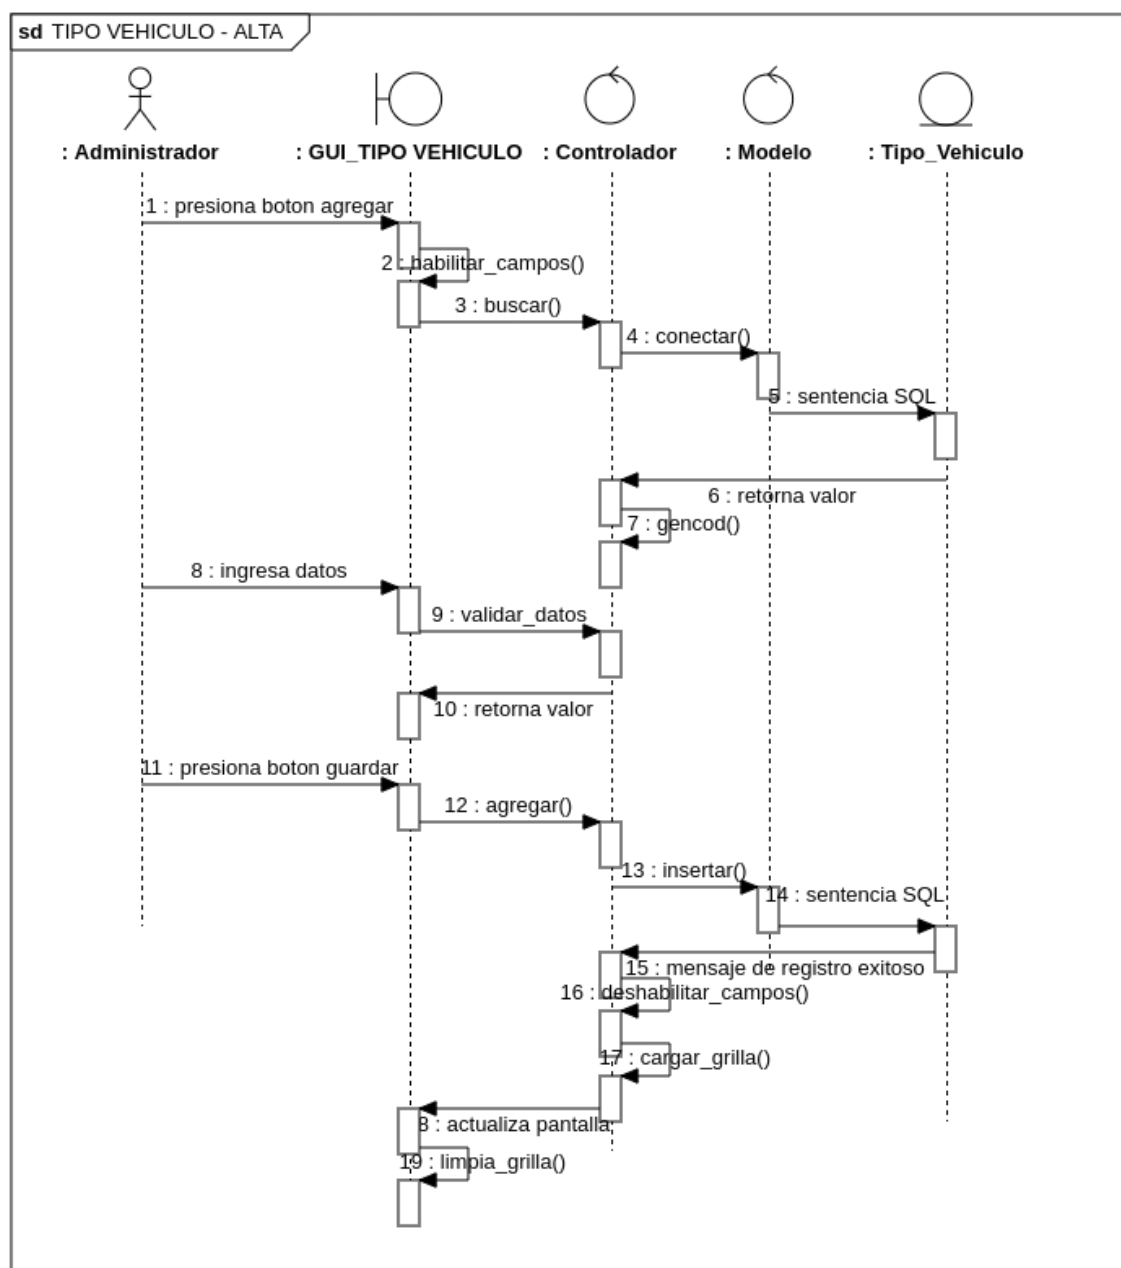 sd TIPO VEHICULO - ALTA
: Administrador
: GUI_TIPO VEHICULO
: Controlador
: Modelo
: Tipo_Vehiculo
1 : presiona boton agregar
2 : habilitar_campos()
3 : buscar()
4 : conectar()
5 : sentencia SQL
6 : retorna valor
7 : gencod()
8 : ingresa datos
9 : validar_datos
10 : retorna valor
11 : presiona boton guardar
12 : agregar()
13 : insertar()
14 : sentencia SQL
15 : mensaje de registro exitoso
16 : deshabilitar_campos()
17 : cargar_grilla()
8 : actualiza pantalla
19 : limpia_grilla()